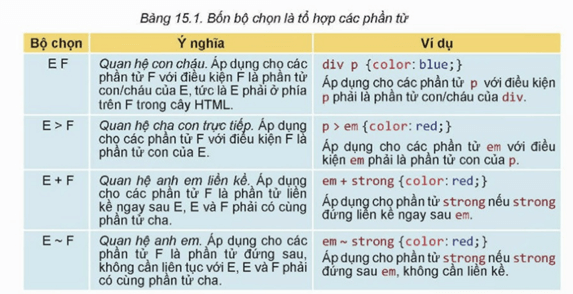 Bảng 15.1. Bốn bộ chọn là tổ hợp các phần tử
Bộ chọn Ý nghĩa Ví dụ
E F
Quan hệ con cháu. Áp dụng cho các
phần tử F với điều kiện F là phần tử
con/cháu của E, tức là E phải ở phía
trên F trong cây HTML.
div p {color: blue;}
Áp dụng cho các phần tử p với điều kiện
p phải là phần tử con/cháu của div.
E > F
Quan hệ cha con trực tiếp. Áp dụng
cho các phần tử F với điều kiện F là
phần tử con của E.
p > em {color: red;}
Áp dụng cho các phần tử em với điều
kiện em phải là phần tử con của p.
E + F
Quan hệ anh em liền kề. Áp dụng
cho các phần tử F là phần tử liền
kề ngay sau E, E và F phải có cùng
phần tử cha.
em + strong {color: red;}
Áp dụng cho phần tử strong nếu strong
đứng liền kề ngay sau em.
E ~ F
Quan hệ anh em. Áp dụng cho các
phần tử F là phần tử đứng sau,
không cần liên tục với E, E và F phải
có cùng phần tử cha.
em ~ strong {color: red;}
Áp dụng cho phần tử strong nếu strong
đứng sau em, không cần liền kề.